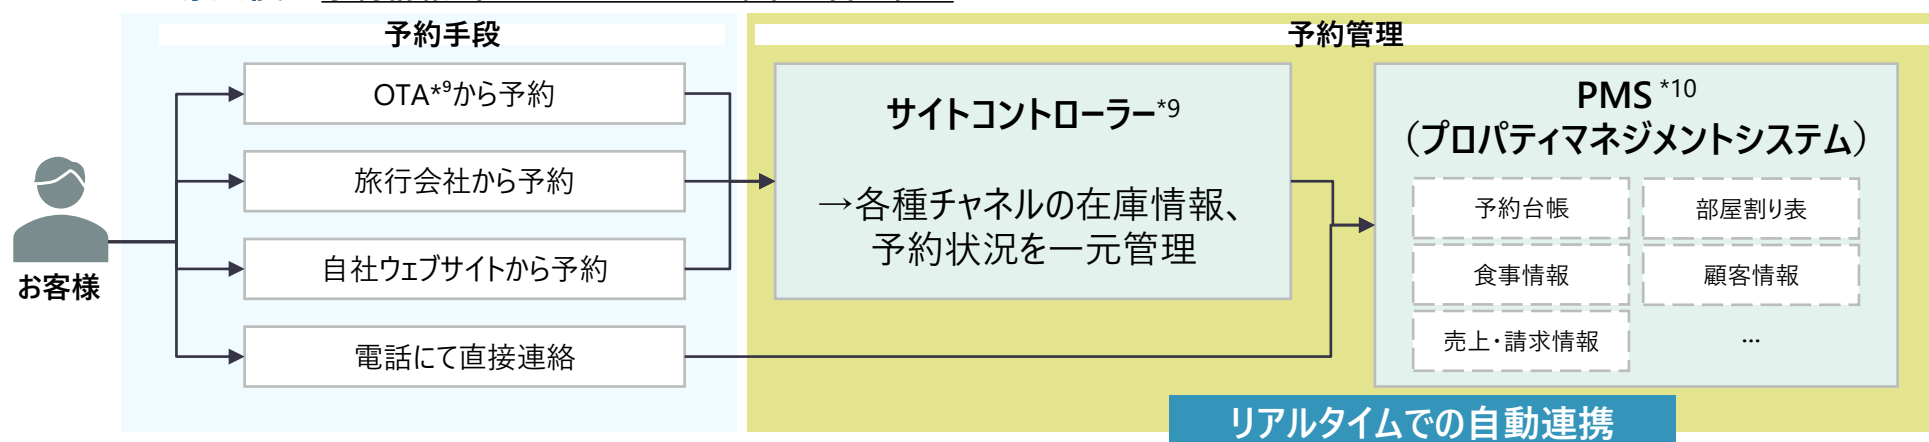 予約手段
予約管理
OTA*9から予約
旅行会社から予約
自社ウェブサイトから予約
電話にて直接連絡
お客様
サイトコントローラー*9
→各種チャネルの在庫情報、
予約状況を一元管理
PMS *10
(プロパティマネジメントシステム)
予約台帳
部屋割り表
食事情報
顧客情報
売上・請求情報
…
リアルタイムでの自動連携